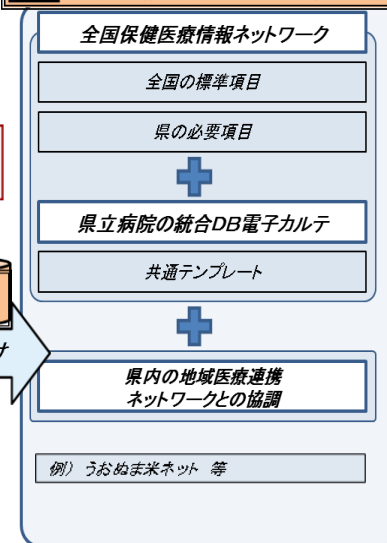 全国保健医療情報ネットワーク
全国の標準項目
県の必要項目
県立病院の統合DB電子カルテ
共通テンプレート
県内の地域医療連携
ネットワークとの協調
例） うおぬま米ネット 等